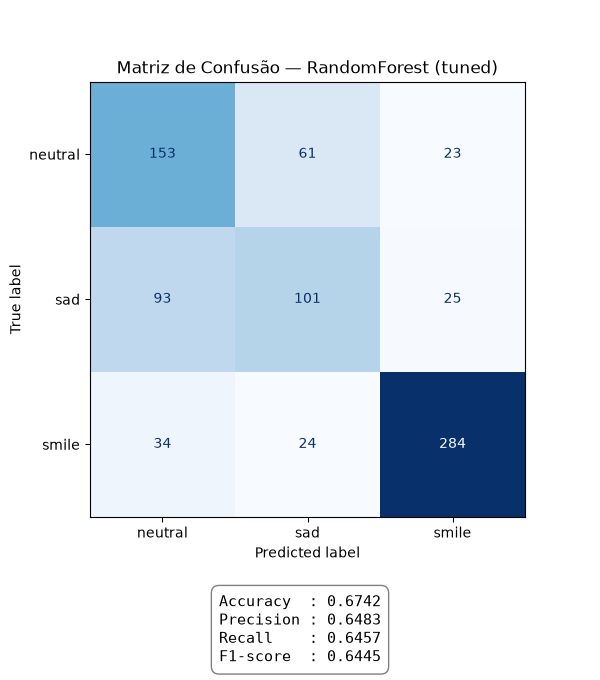 Matriz de Confusão — RandomForest (tuned)
neutral 153 61 23
sad 93 101 25
smile 34 24 284
True label
neutral sad smile
Predicted label
Accuracy : 0.6742
Precision : 0.6483
Recall : 0.6457
F1-score : 0.6445